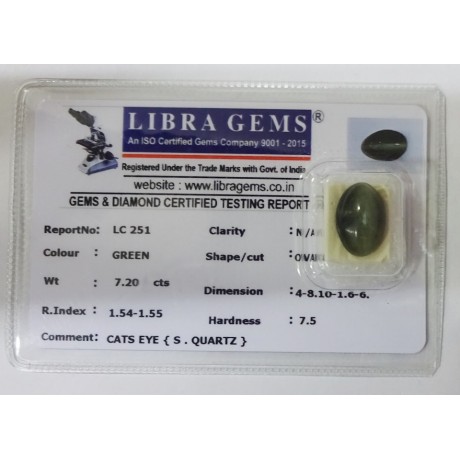 LIBRA GEMS ®
An ISO Certified Gems Company 9001 - 2015
Registered Under the Trade Marks with Govt. of India
website : www.libragems.co.in
GEMS & DIAMOND CERTIFIED TESTING REPORT
ReportNo: LC 251 Clarity :
Colour : GREEN Shape/cut :
Wt : 7.20 cts Dimension :
R.Index : 1.54-1.55 Hardness : 7.5
Comment: CATS EYE { S . QUARTZ }